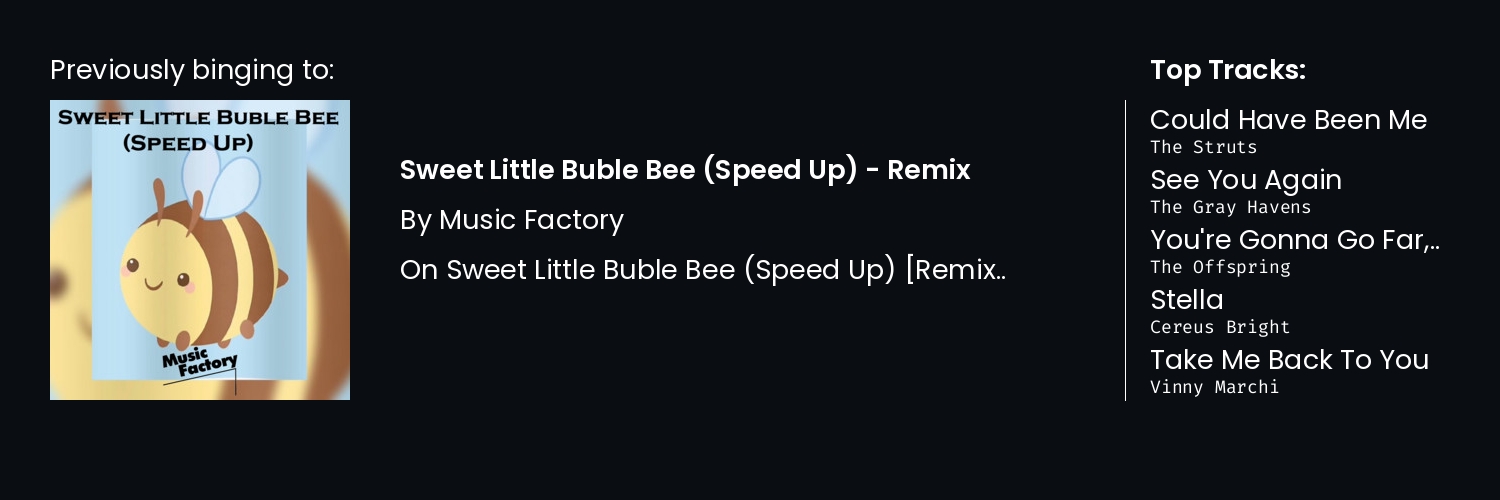 Previously binging to:
SWEET LITTLE BUBLE BEE
(SPEED UP)
Music
Factory
Sweet Little Buble Bee (Speed Up) - Remix
By Music Factory
On Sweet Little Buble Bee (Speed Up) [Remix..
Top Tracks:
Could Have Been Me
The Struts
See You Again
The Gray Havens
You're Gonna Go Far,..
The Offspring
Stella
Cereus Bright
Take Me Back To You
Vinny Marchi